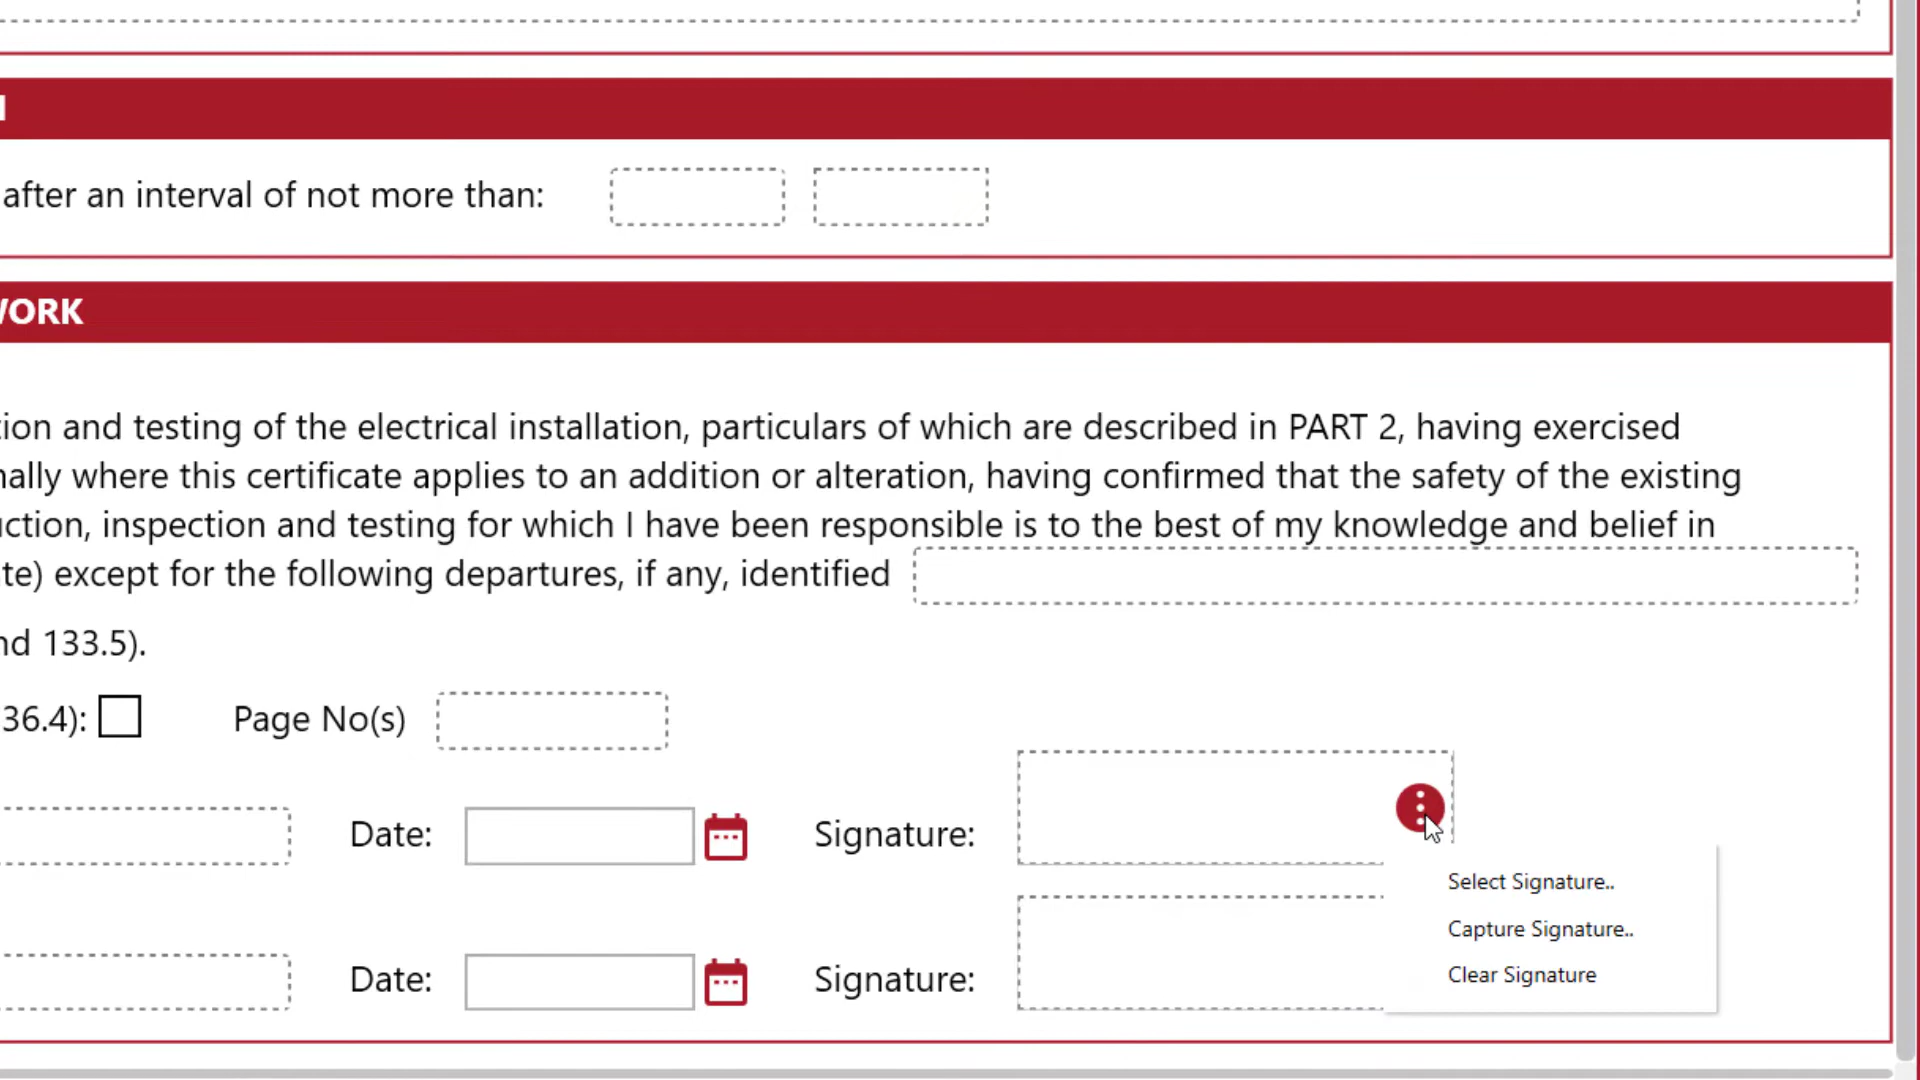 after an interval of not more than:
WORK
tion and testing of the electrical installation, particulars of which are described in PART 2, having exercised
nally where this certificate applies to an addition or alteration, having confirmed that the safety of the existing
uction, inspection and testing for which I have been responsible is to the best of my knowledge and belief in
te) except for the following departures, if any, identified
nd 133.5).
36.4): Page No(s)
Date: Signature:
Select Signature..
Capture Signature..
Clear Signature
Date: Signature: